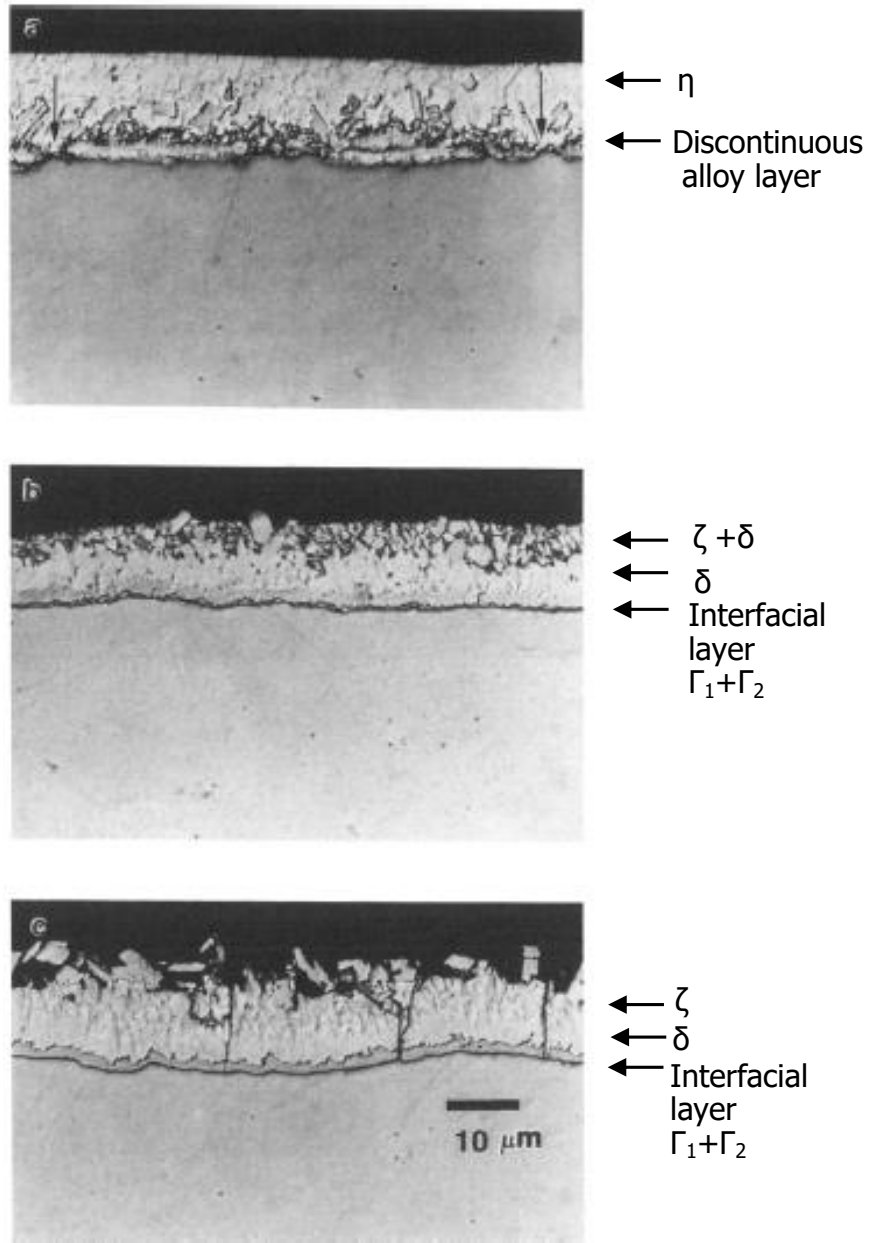 a
η
Discontinuous
alloy layer
b
ζ +δ
δ
Interfacial
layer
Γ₁+Γ₂
c
ζ
δ
Interfacial
layer
Γ₁+Γ₂
10 μm